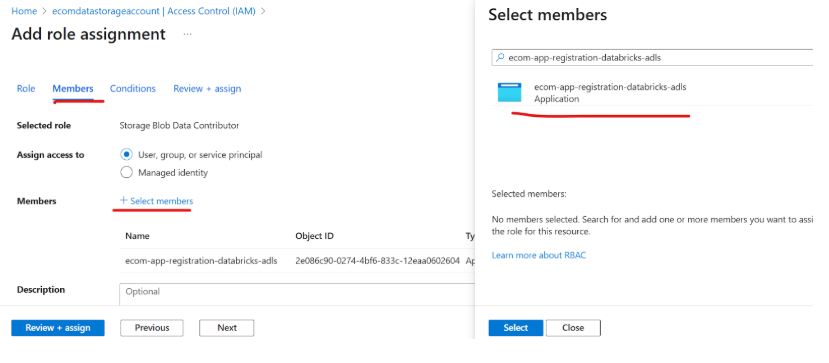 Home > ecomdatastorageaccount | Access Control (IAM) >
Add role assignment ...
Role Members Conditions Review + assign
Selected role Storage Blob Data Contributor
Assign access to User, group, or service principal
Managed identity
Members + Select members
Name Object ID Ty
ecom-app-registration-databricks-adls 2e086c90-0274-4bf6-833c-12eaa0602604 Ap
Description Optional
Review + assign Previous Next
Select members
ecom-app-registration-databricks-adls
ecom-app-registration-databricks-adls
Application
Selected members:
No members selected. Search for and add one or more members you want to assi
the role for this resource.
Learn more about RBAC
Select Close